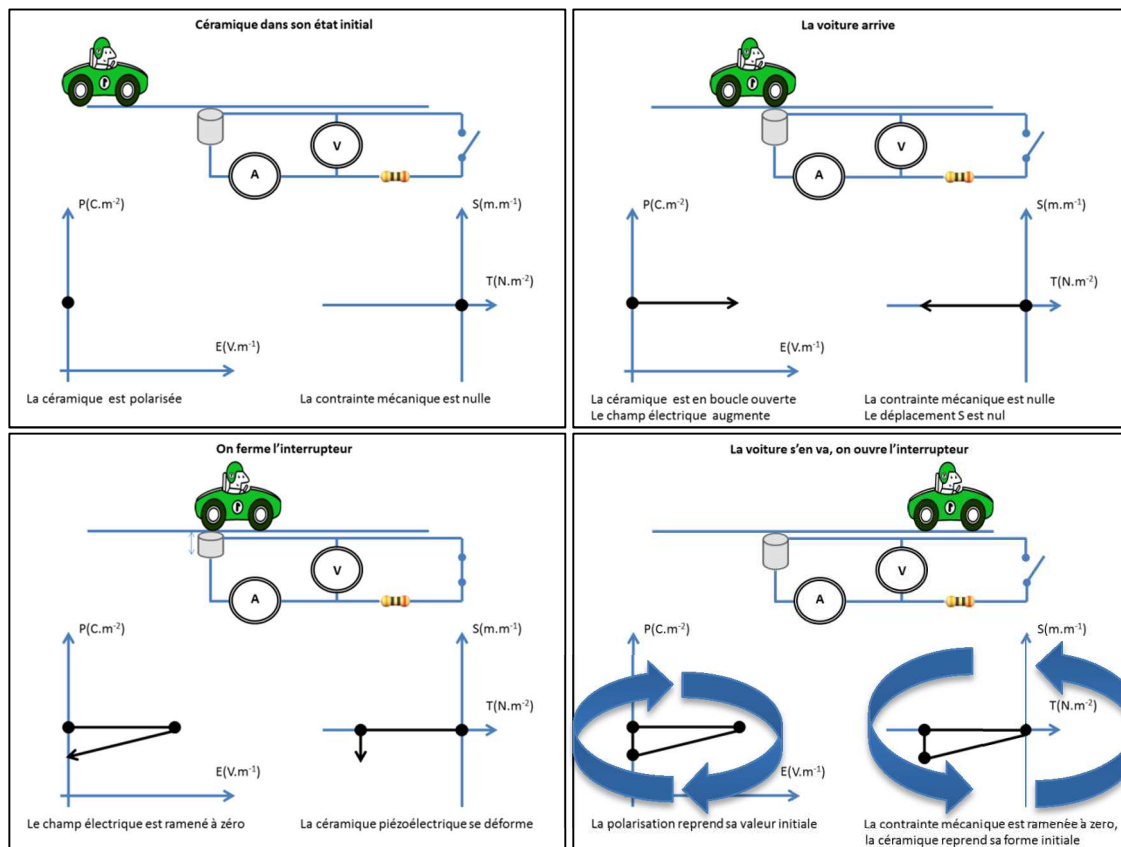 Céramique dans son état initial
V
A
P(C.m⁻²)
S(m.m⁻¹)
T(N.m⁻²)
E(V.m⁻¹)
La céramique est polarisée
La contrainte mécanique est nulle
La voiture arrive
V
A
P(C.m⁻²)
S(m.m⁻¹)
T(N.m⁻²)
E(V.m⁻¹)
La céramique est en boucle ouverte
Le champ électrique augmente
La contrainte mécanique est nulle
Le déplacement S est nul
On ferme l'interrupteur
V
A
P(C.m⁻²)
S(m.m⁻¹)
T(N.m⁻²)
E(V.m⁻¹)
Le champ électrique est ramené à zéro
La céramique piézoélectrique se déforme
La voiture s'en va, on ouvre l'interrupteur
V
A
P(C.m⁻²)
S(m.m⁻¹)
T(N.m⁻²)
E(V.m⁻¹)
La polarisation reprend sa valeur initiale
La contrainte mécanique est ramenée à zero,
la céramique reprend sa forme initiale